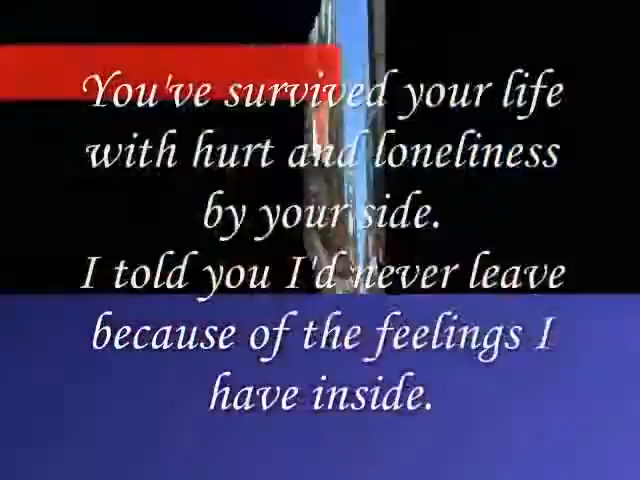 You've survived your life
with hurt and loneliness
by your side.
I told you I'd never leave
because of the feelings I
have inside.